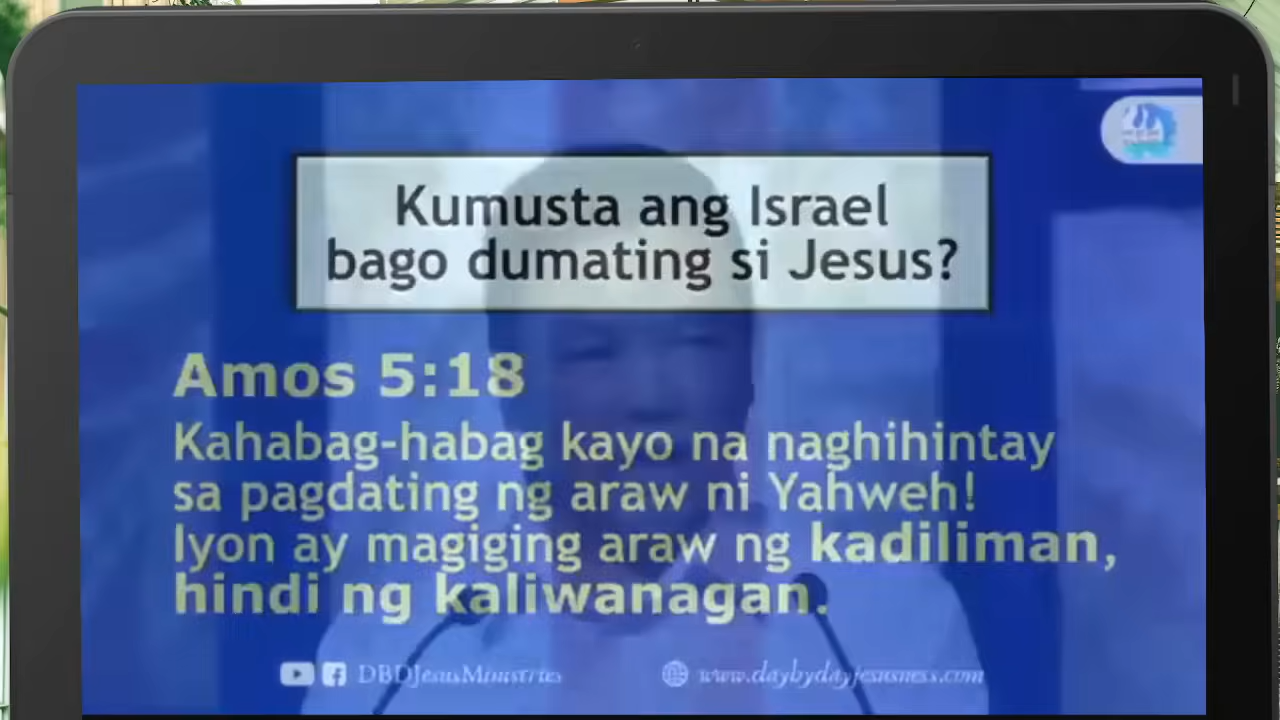 Kumusta ang Israel
bago dumating si Jesus?
Amos 5:18
Kahabag-habag kayo na naghihintay
sa pagdating ng araw ni Yahweh!
Iyon ay magiging araw ng kadiliman,
hindi ng kaliwanagan.
DBDJesusMinistries
www.daybydayjesusness.com